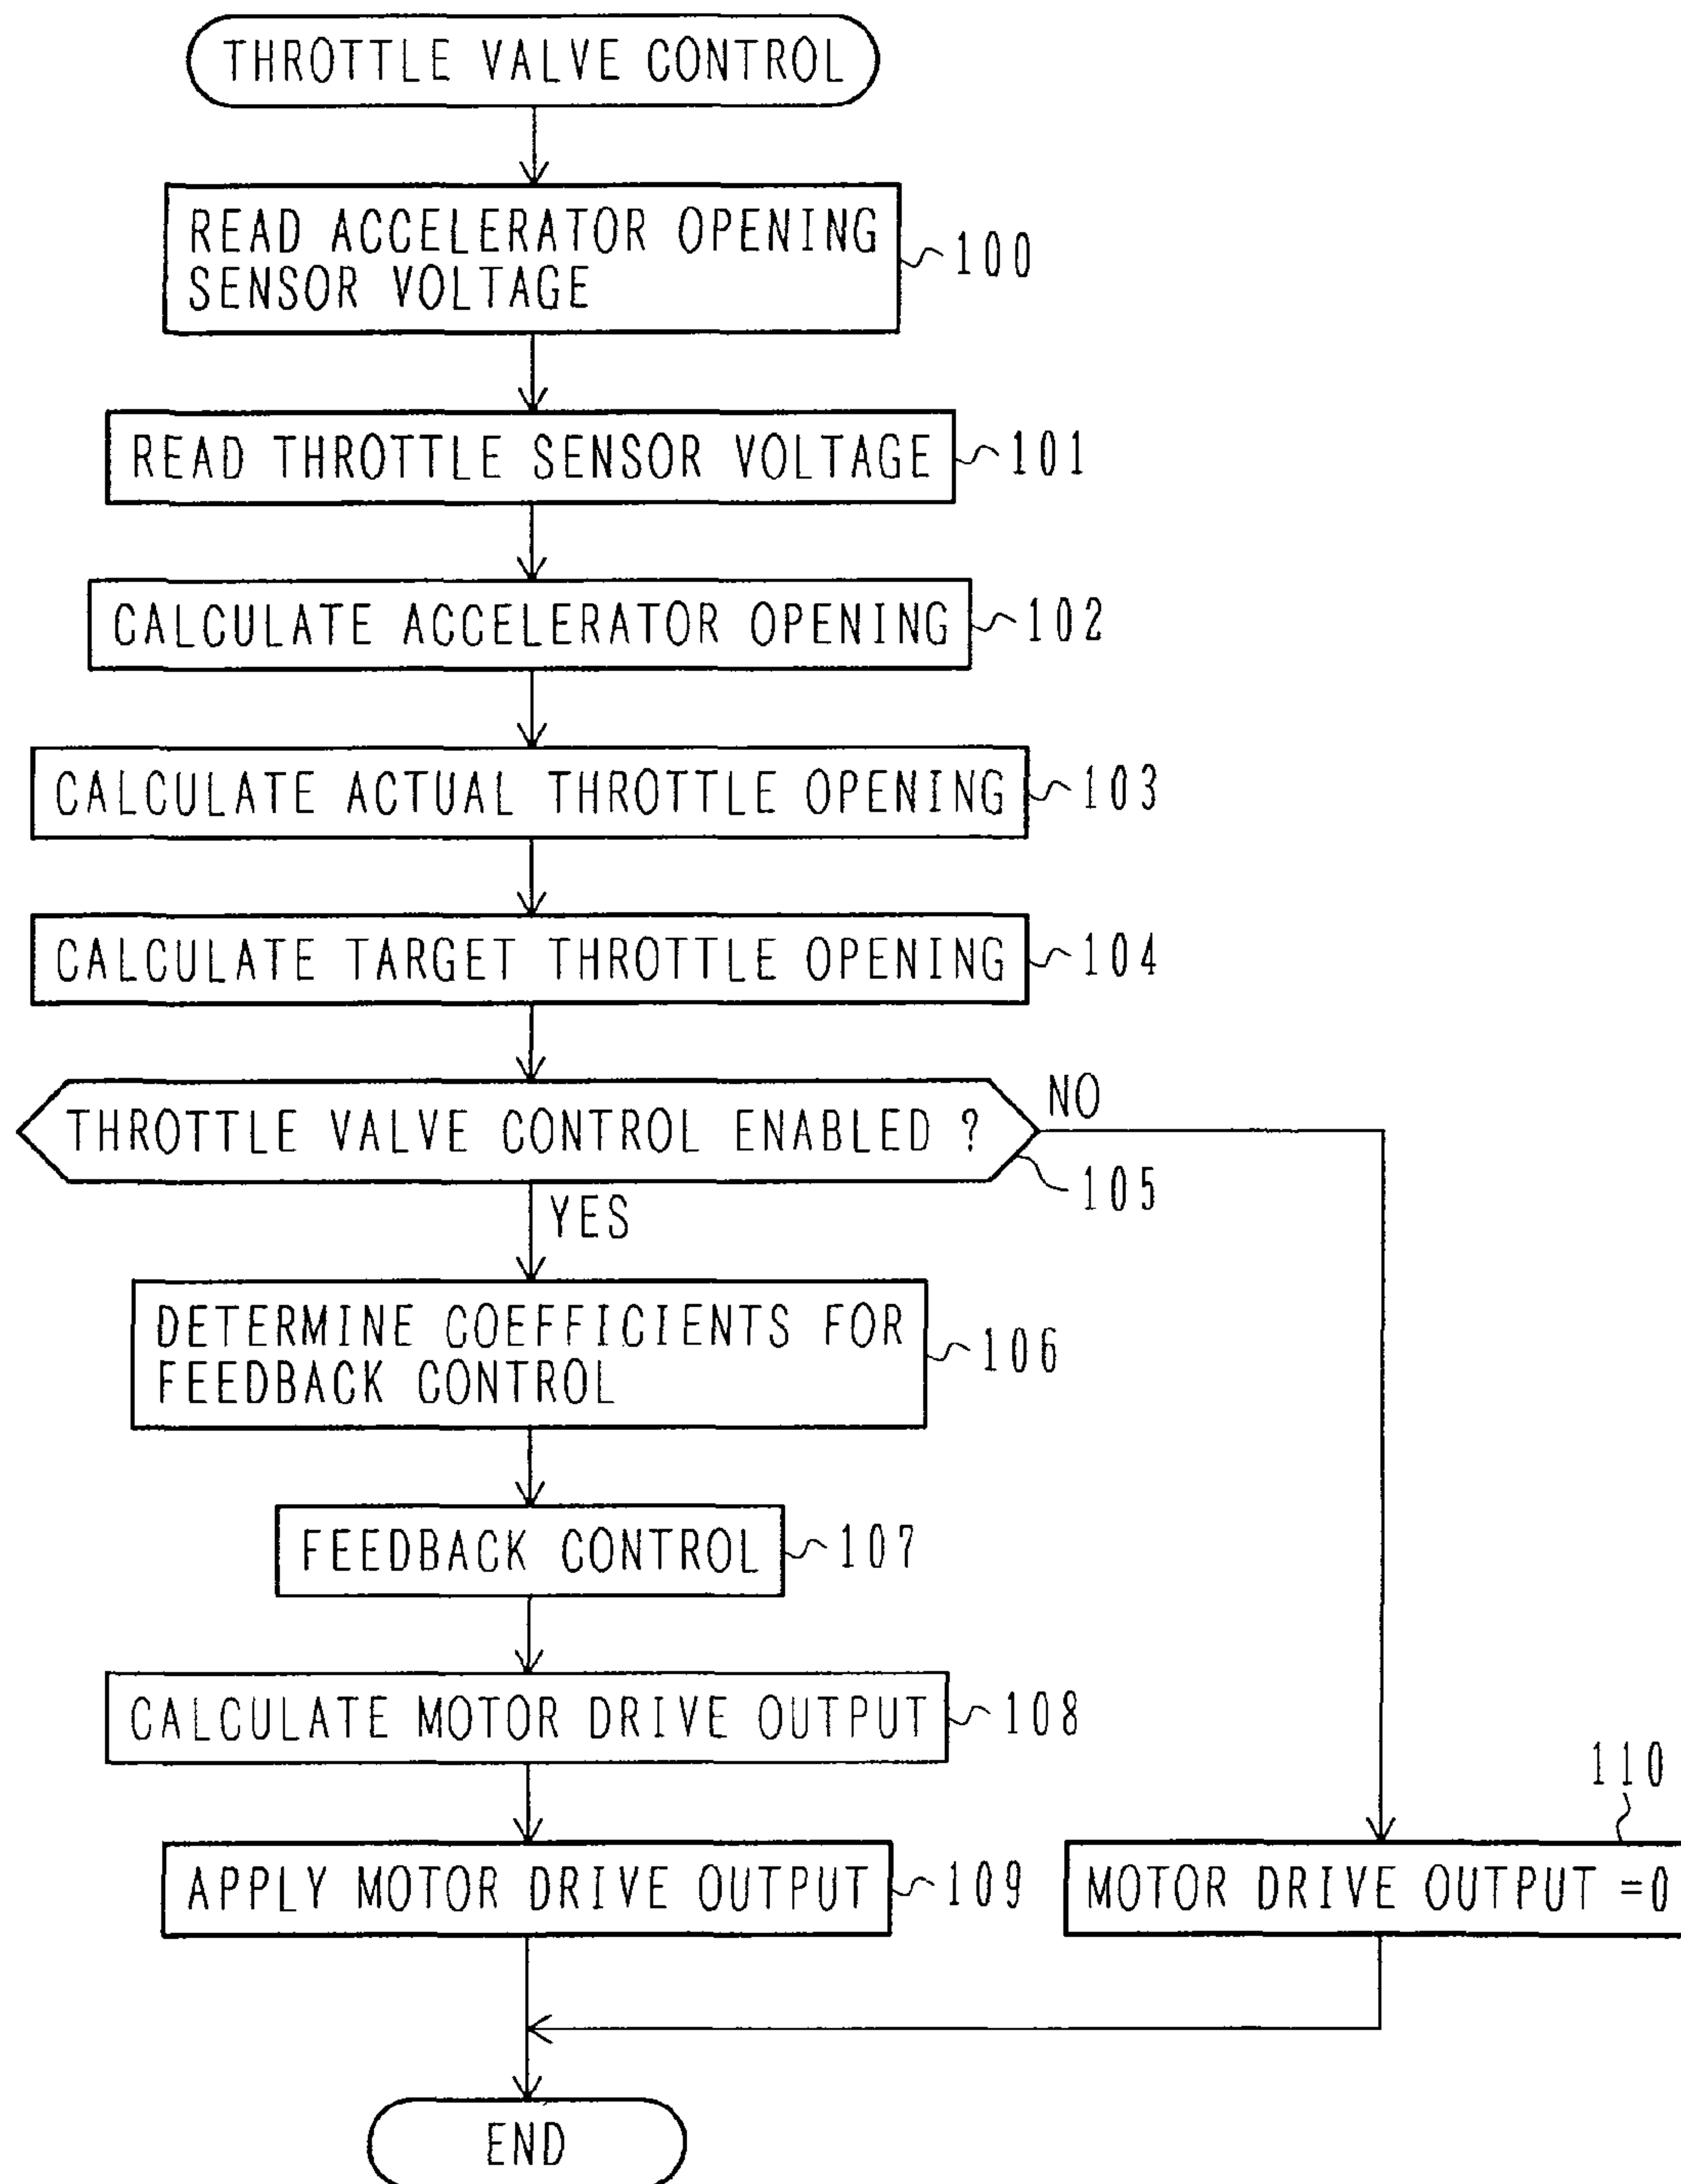 THROTTLE VALVE CONTROL
READ ACCELERATOR OPENING
SENSOR VOLTAGE
100
READ THROTTLE SENSOR VOLTAGE
101
CALCULATE ACCELERATOR OPENING
102
CALCULATE ACTUAL THROTTLE OPENING
103
CALCULATE TARGET THROTTLE OPENING
104
THROTTLE VALVE CONTROL ENABLED ?
NO
105
YES
DETERMINE COEFFICIENTS FOR
FEEDBACK CONTROL
106
FEEDBACK CONTROL
107
CALCULATE MOTOR DRIVE OUTPUT
108
APPLY MOTOR DRIVE OUTPUT
109
110
MOTOR DRIVE OUTPUT =0
END